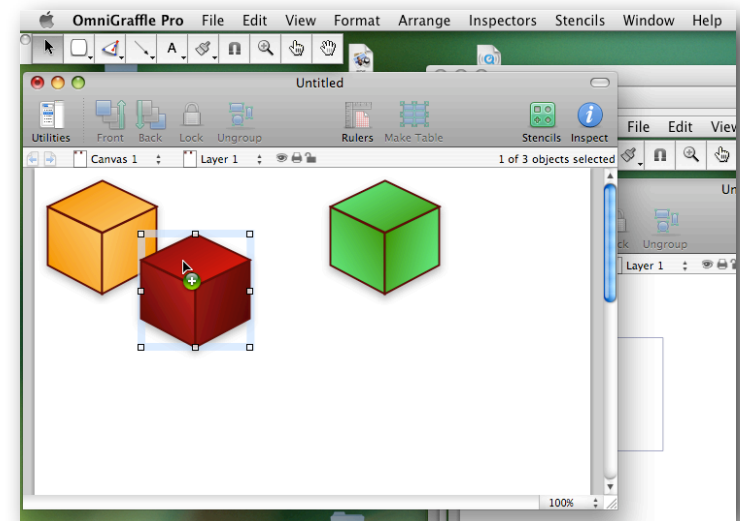 OmniGraffle Pro File Edit View Format Arrange Inspectors Stencils Window Help
A
Untitled
Utilities Front Back Lock Ungroup Rulers Make Table Stencils Inspect
Canvas 1 Layer 1 1 of 3 objects selected
100%
File Edit View
Ungroup
Layer 1